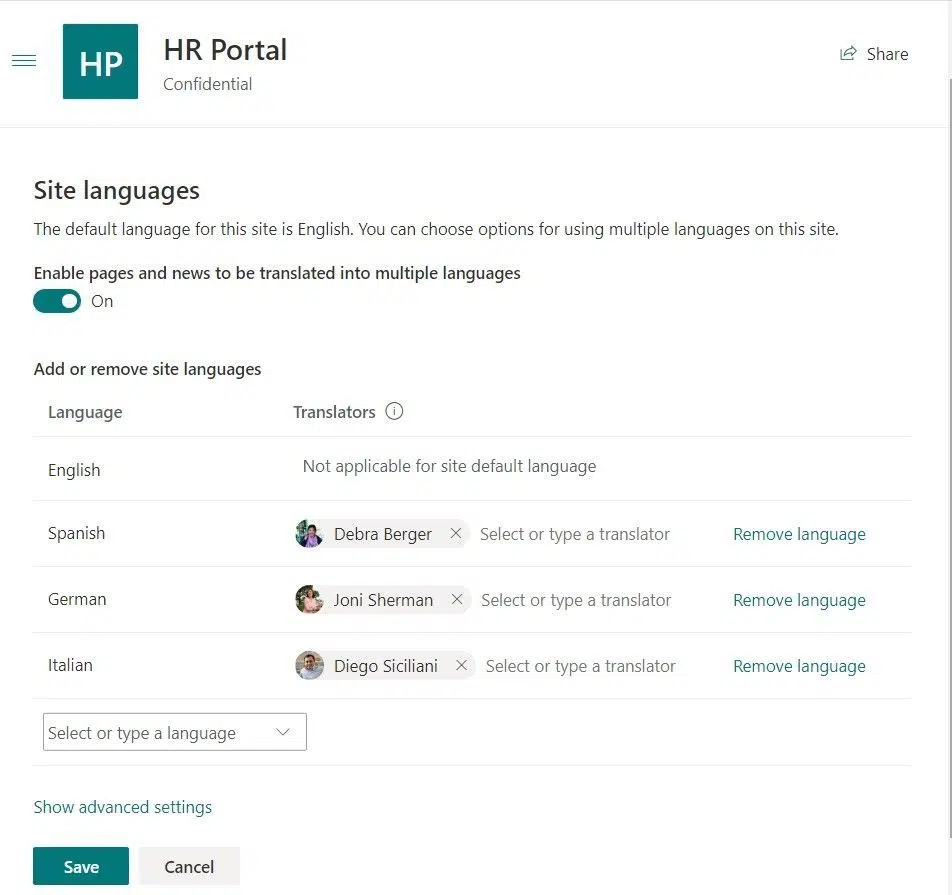 HP
HR Portal
Confidential
Share
Site languages
The default language for this site is English. You can choose options for using multiple languages on this site.
Enable pages and news to be translated into multiple languages
On
Add or remove site languages
Language Translators
English Not applicable for site default language
Spanish Debra Berger Select or type a translator Remove language
German Joni Sherman Select or type a translator Remove language
Italian Diego Siciliani Select or type a translator Remove language
Select or type a language
Show advanced settings
Save Cancel